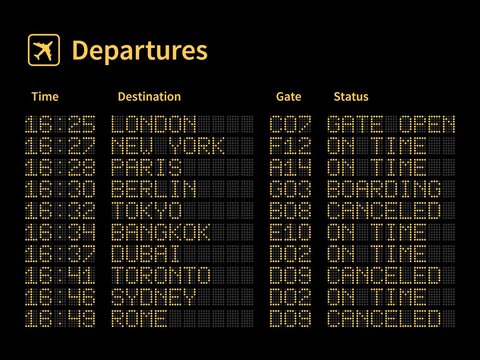 Departures
Time Destination Gate Status
16:25 LONDON C07 GATE OPEN
16:27 NEW YORK F12 ON TIME
16:28 PARIS A14 ON TIME
16:30 BERLIN G03 BOARDING
16:32 TOKYO B08 CANCELED
16:34 BANGKOK E10 ON TIME
16:37 DUBAI D02 ON TIME
16:41 TORONTO D09 CANCELED
16:46 SYDNEY D02 ON TIME
16:49 ROME D09 CANCELED